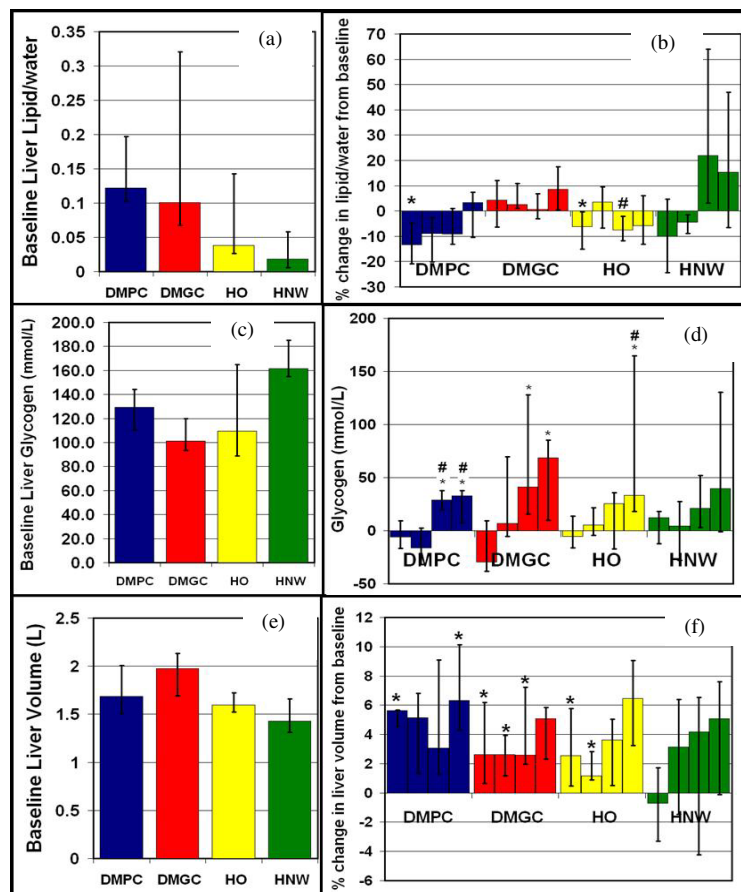 (a)
Baseline Liver Lipid/water
0.35
0.3
0.25
0.2
0.15
0.1
0.05
0
DMPC DMGC HO HNW
(b)
% change in lipid/water from baseline
70
60
50
40
30
20
10
0
-10
-20
-30
* * #
DMPC DMGC HO HNW
(c)
Baseline Liver Glycogen (mmol/L)
200.0
180.0
160.0
140.0
120.0
100.0
80.0
60.0
40.0
20.0
0.0
DMPC DMGC HO HNW
(d)
Glycogen (mmol/L)
200
150
100
50
0
-50
# # #
* * * * *
DMPC DMGC HO HNW
(e)
Baseline Liver Volume (L)
2.5
2
1.5
1
0.5
0
DMPC DMGC HO HNW
(f)
% change in liver volume from baseline
12
10
8
6
4
2
0
-2
-4
-6
* * * * * * *
DMPC DMGC HO HNW